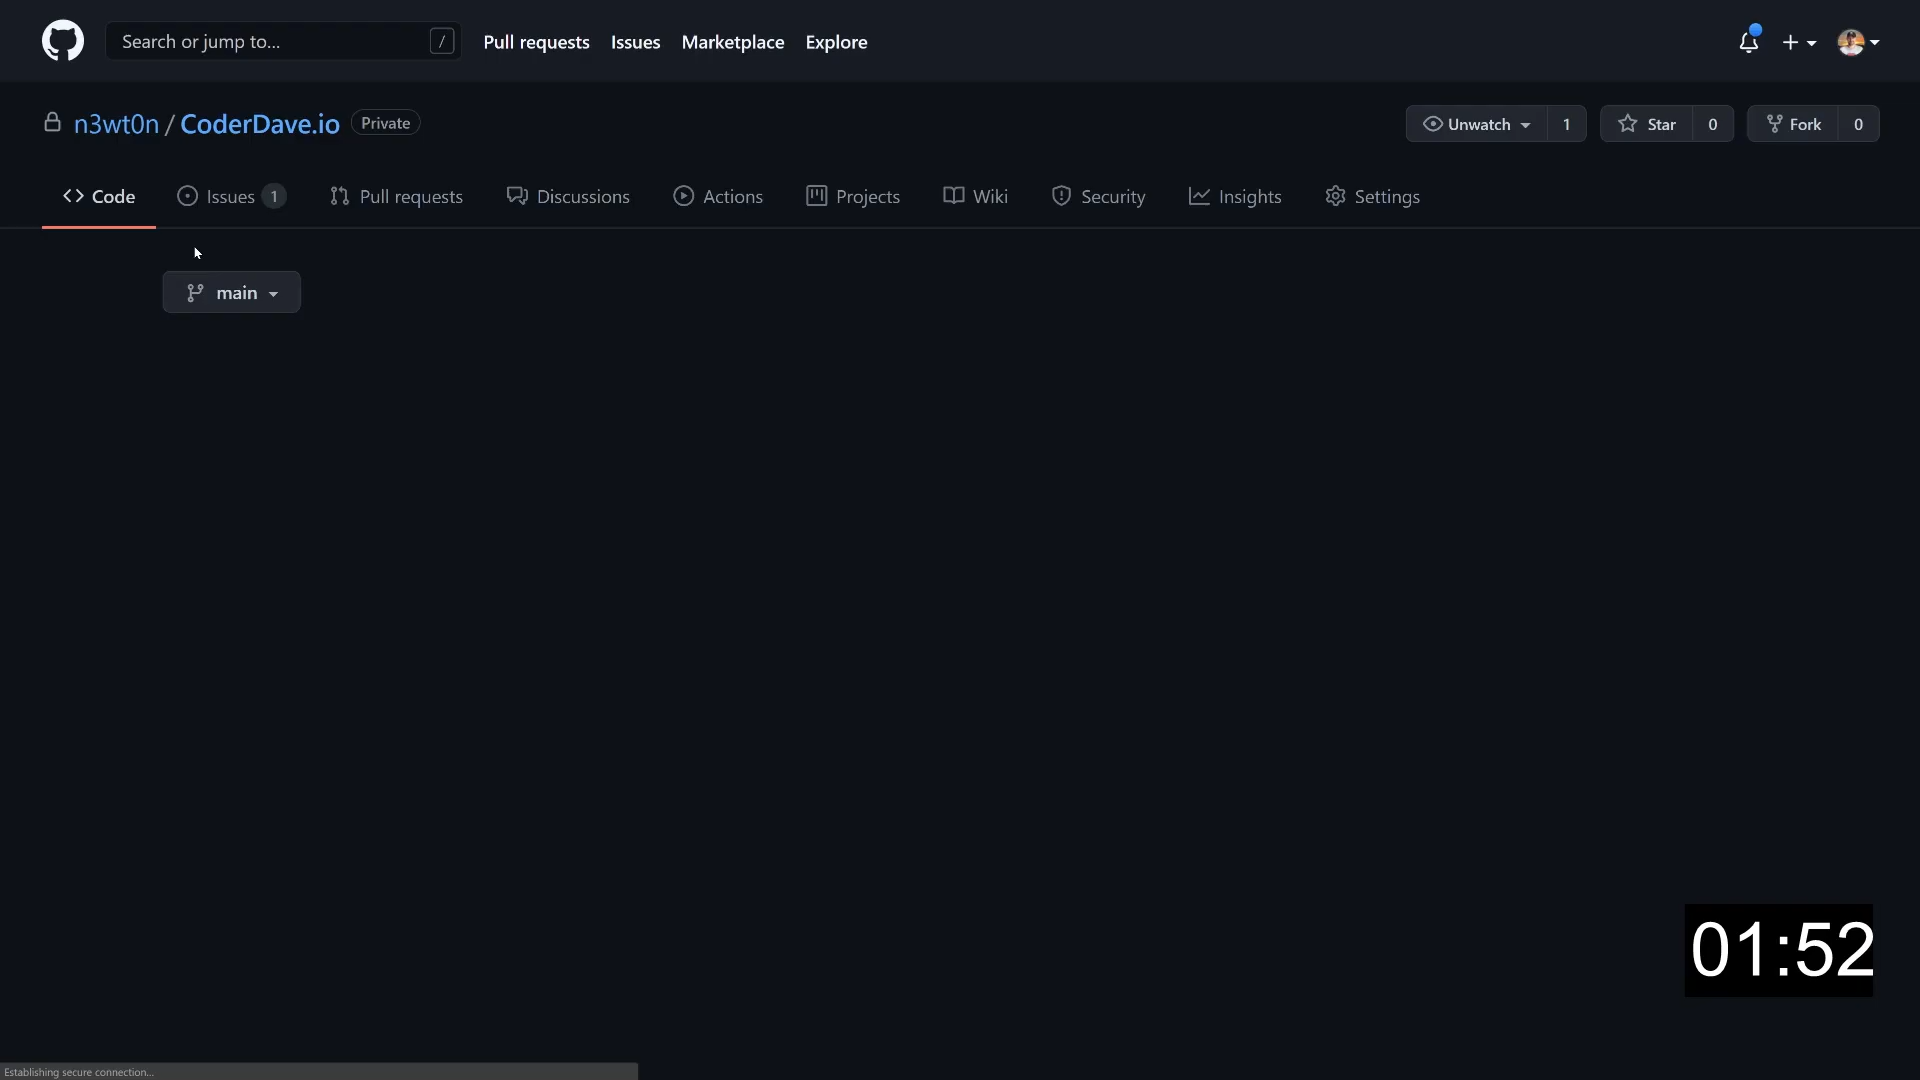 Search or jump to... / Pull requests Issues Marketplace Explore
n3wt0n / CoderDave.io Private Unwatch 1 Star 0 Fork 0
Code Issues 1 Pull requests Discussions Actions Projects Wiki Security Insights Settings
main
01:52
Establishing secure connection...